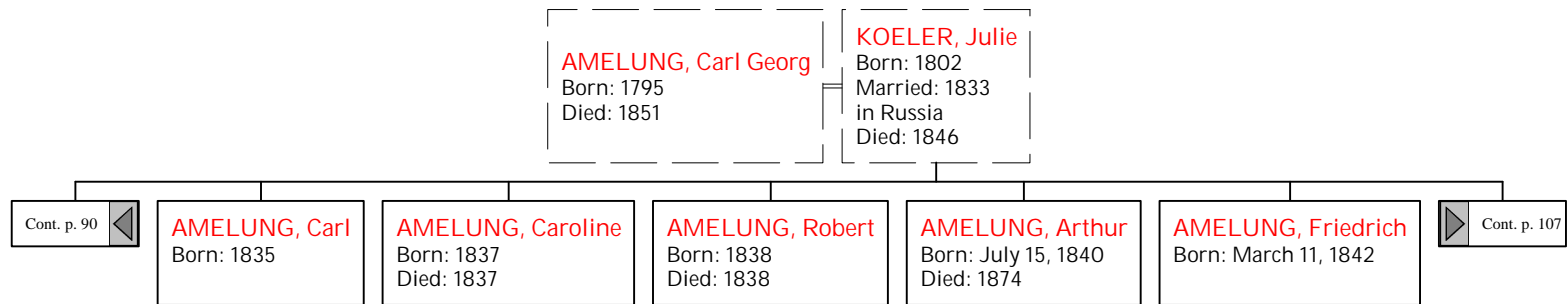 AMELUNG, Carl Georg
Born: 1795
Died: 1851
KOELER, Julie
Born: 1802
Married: 1833
in Russia
Died: 1846
Cont. p. 90
AMELUNG, Carl
Born: 1835
AMELUNG, Caroline
Born: 1837
Died: 1837
AMELUNG, Robert
Born: 1838
Died: 1838
AMELUNG, Arthur
Born: July 15, 1840
Died: 1874
AMELUNG, Friedrich
Born: March 11, 1842
Cont. p. 107